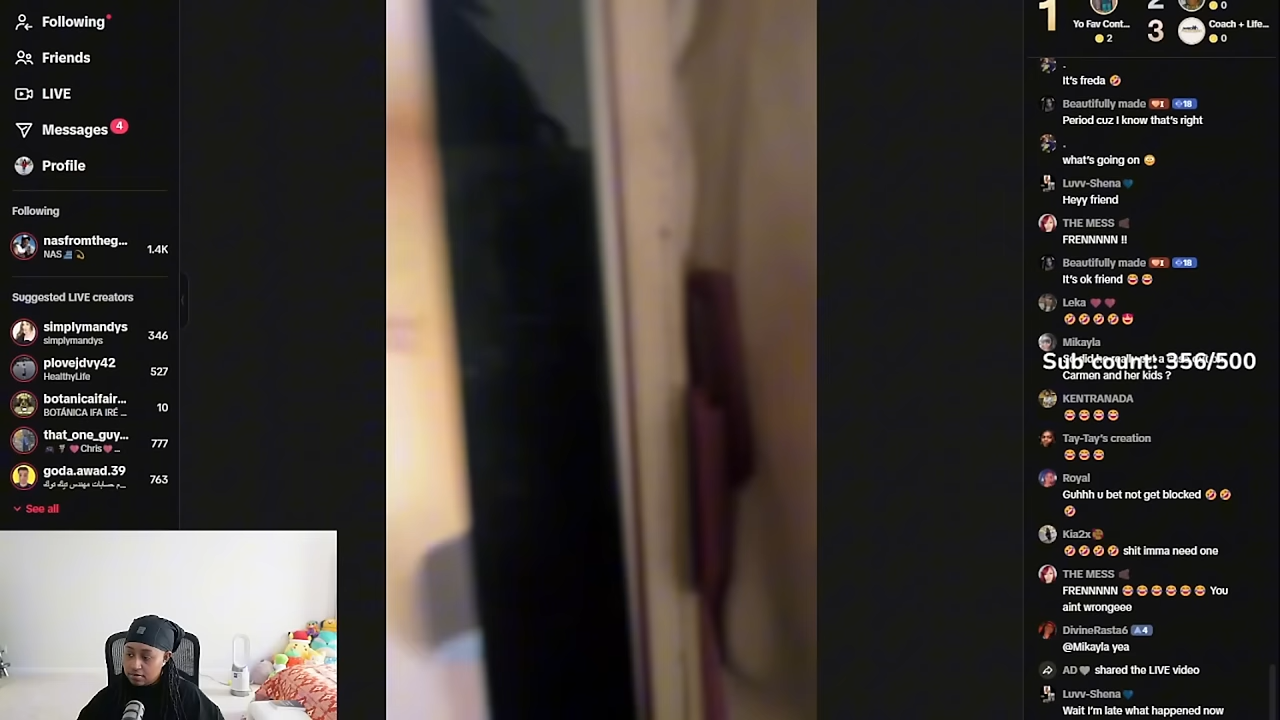 Following
Friends
LIVE
Messages 4
Profile
Following
nasfromtheg... 1.4K
NAS
Suggested LIVE creators
simplymandys 346
simplymandys
plovejdvy42 527
HealthyLife
botanicaifair... 10
BOTÁNICA IFA IRÉ ...
that_one_guy... 777
Chris ...
goda.awad.39 763
See all
1
Yo Fav Cont...
2
2
0
3
Coach + Life...
0
.
It's freda
Beautifully made I 18
Period cuz I know that's right
.
what's going on
Luvv-Shena
Heyy friend
THE MESS
FRENNNNN !!
Beautifully made I 18
It's ok friend
Leka
Mikayla
Sub count: 356/500
Carmen and her kids ?
KENTRANADA
Tay-Tay's creation
Royal
Guhhh u bet not get blocked
Kia2x
shit imma need one
THE MESS
FRENNNNN You
aint wrongeee
DivineRasta6 A 4
@Mikayla yea
AD shared the LIVE video
Luvv-Shena
Wait I'm late what happened now